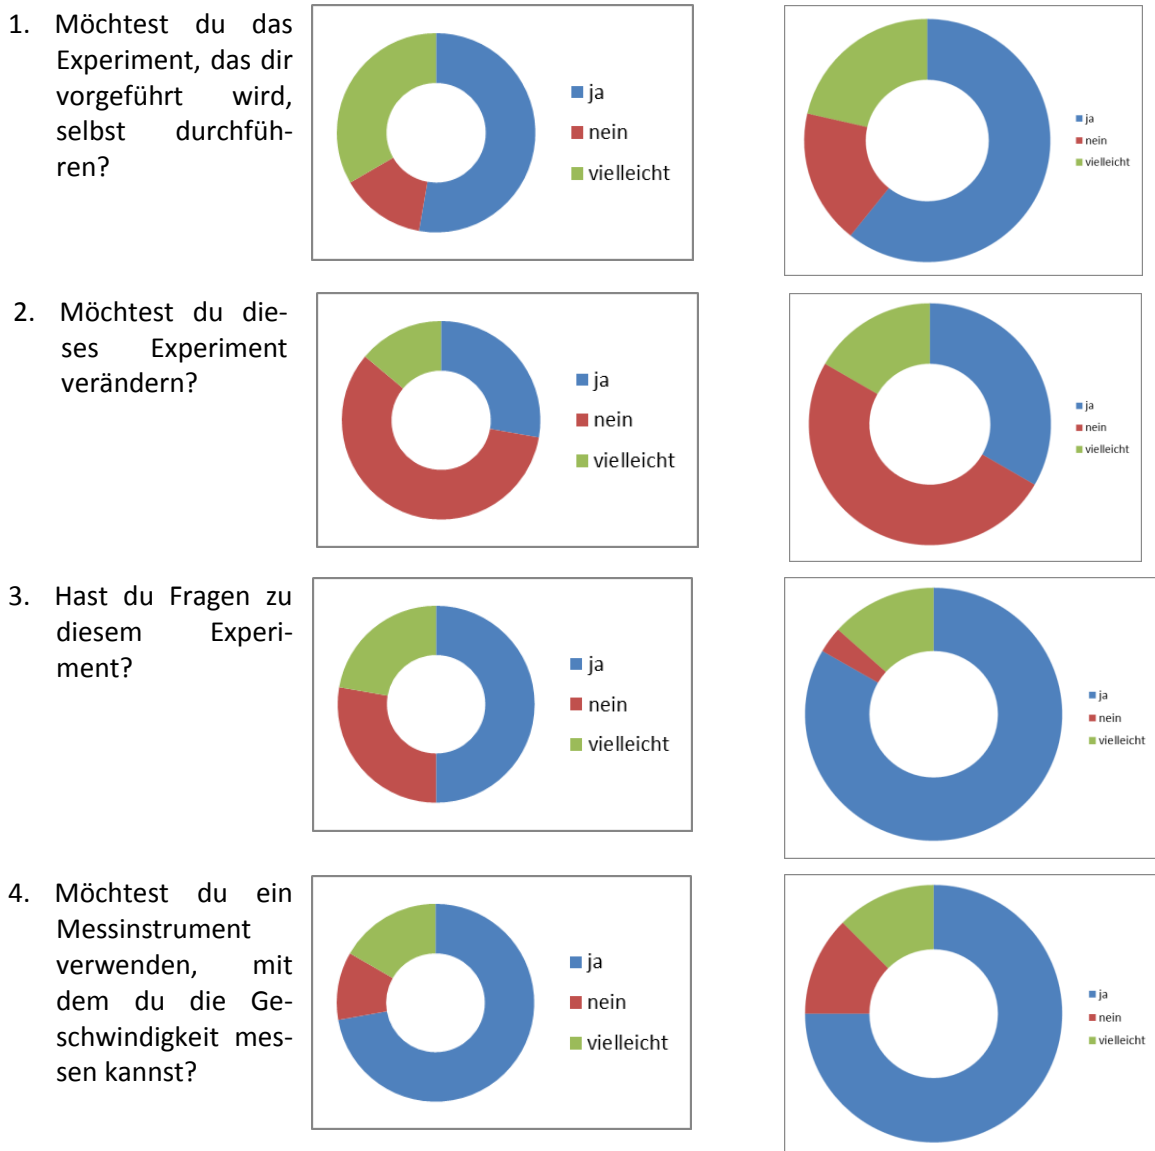 1. Möchtest du das
Experiment, das dir
vorgeführt wird,
selbst durchfüh-
ren?
ja
nein
vielleicht
ja
nein
vielleicht
2. Möchtest du die-
ses Experiment
verändern?
ja
nein
vielleicht
ja
nein
vielleicht
3. Hast du Fragen zu
diesem Experi-
ment?
ja
nein
vielleicht
ja
nein
vielleicht
4. Möchtest du ein
Messinstrument
verwenden, mit
dem du die Ge-
schwindigkeit mes-
sen kannst?
ja
nein
vielleicht
ja
nein
vielleicht